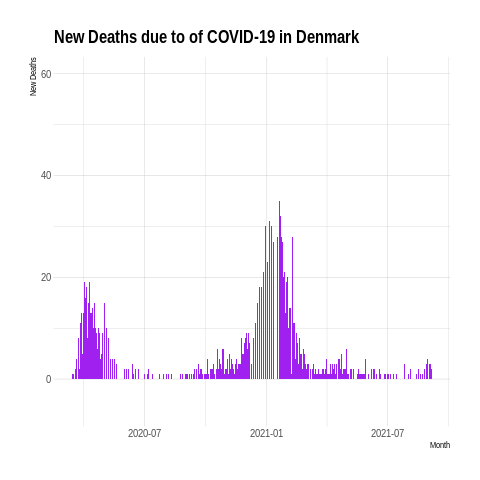 New Deaths due to of COVID-19 in Denmark
New Deaths
60
40
20
0
2020-07
2021-01
2021-07
Month